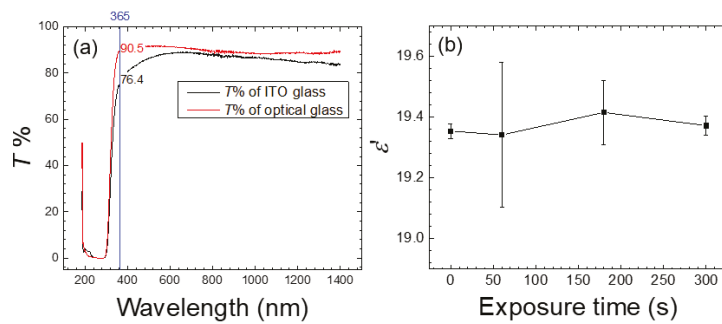 365
(a)
90.5
76.4
T% of ITO glass
T% of optical glass
100
80
60
40
20
0
T %
200 400 600 800 1000 1200 1400
Wavelength (nm)
(b)
19.6
19.4
19.2
19.0
ε'
0 50 100 150 200 250 300
Exposure time (s)